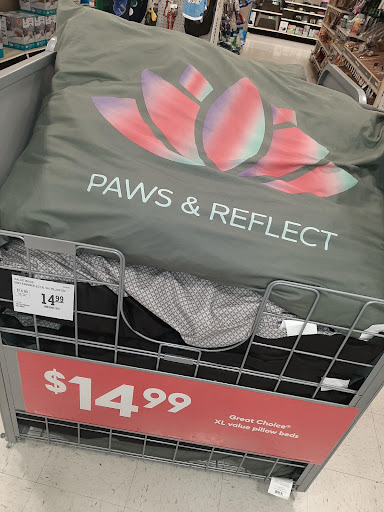 PAWS & REFLECT
14.99
$14.99
Great Choice®
XL value pillow beds